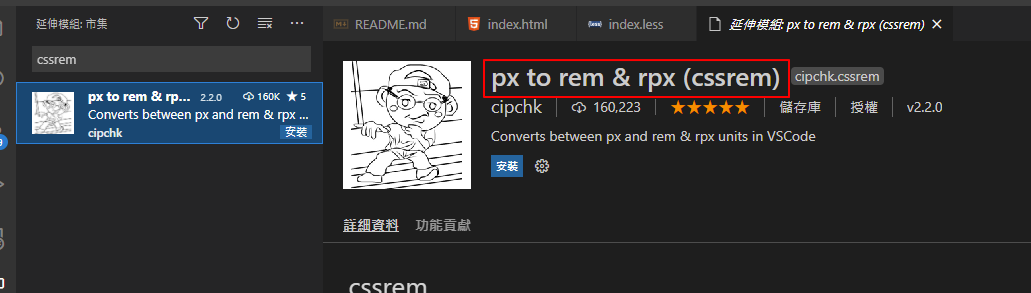 延伸模組: 市集
cssrem
px to rem & rp... 2.2.0 160K ★ 5
Converts between px and rem & rpx ...
cipchk 安裝
README.md index.html index.less 延伸模組: px to rem & rpx (cssrem)
px to rem & rpx (cssrem) cipchk.cssrem
cipchk 160,223 ★★★★★ 儲存庫 授權 v2.2.0
Converts between px and rem & rpx units in VSCode
安裝
詳細資料 功能貢獻
cssrem